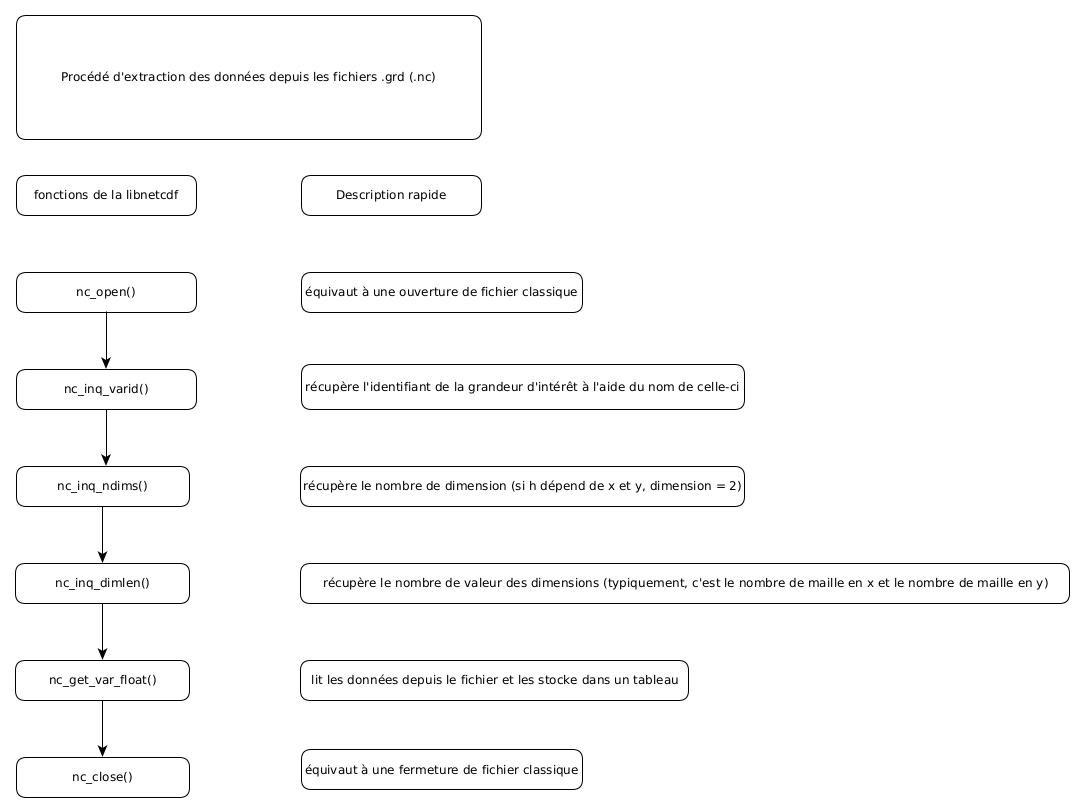 Procédé d'extraction des données depuis les fichiers .grd (.nc)
fonctions de la libnetcdf
Description rapide
nc_open()
équivaut à une ouverture de fichier classique
nc_inq_varid()
récupère l'identifiant de la grandeur d'intérêt à l'aide du nom de celle-ci
nc_inq_ndims()
récupère le nombre de dimension (si h dépend de x et y, dimension = 2)
nc_inq_dimlen()
récupère le nombre de valeur des dimensions (typiquement, c'est le nombre de maille en x et le nombre de maille en y)
nc_get_var_float()
lit les données depuis le fichier et les stocke dans un tableau
nc_close()
équivaut à une fermeture de fichier classique